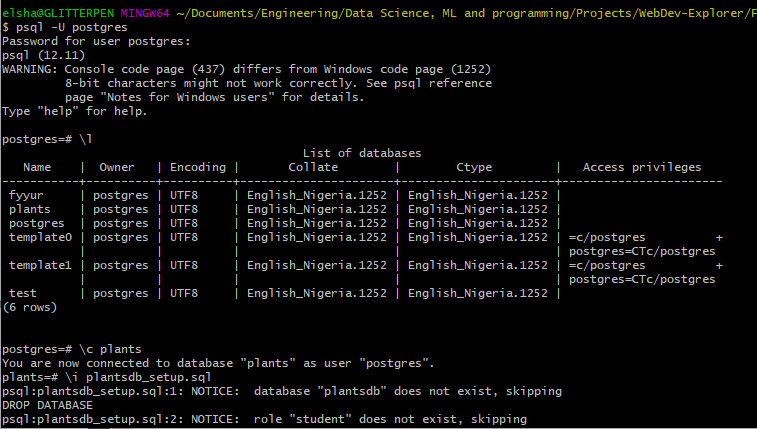 elsha@GLITTERPEN MINGW64 ~/Documents/Engineering/Data Science, ML and programming/Projects/WebDev-Explorer/F
$ psql -U postgres
Password for user postgres:
psql (12.11)
WARNING: Console code page (437) differs from Windows code page (1252)
         8-bit characters might not work correctly. See psql reference
         page "Notes for Windows users" for details.
Type "help" for help.

postgres=# \l
                                           List of databases
   Name    |  Owner   | Encoding |       Collate        |        Ctype         |   Access privileges
-----------+----------+----------+----------------------+----------------------+-----------------------
 fyyur     | postgres | UTF8     | English_Nigeria.1252 | English_Nigeria.1252 |
 plants    | postgres | UTF8     | English_Nigeria.1252 | English_Nigeria.1252 |
 postgres  | postgres | UTF8     | English_Nigeria.1252 | English_Nigeria.1252 |
 template0 | postgres | UTF8     | English_Nigeria.1252 | English_Nigeria.1252 | =c/postgres          +
           |          |          |                      |                      | postgres=CTc/postgres
 template1 | postgres | UTF8     | English_Nigeria.1252 | English_Nigeria.1252 | =c/postgres          +
           |          |          |                      |                      | postgres=CTc/postgres
 test      | postgres | UTF8     | English_Nigeria.1252 | English_Nigeria.1252 |
(6 rows)

postgres=# \c plants
You are now connected to database "plants" as user "postgres".
plants=# \i plantsdb_setup.sql
psql:plantsdb_setup.sql:1: NOTICE:  database "plantsdb" does not exist, skipping
DROP DATABASE
psql:plantsdb_setup.sql:2: NOTICE:  role "student" does not exist, skipping